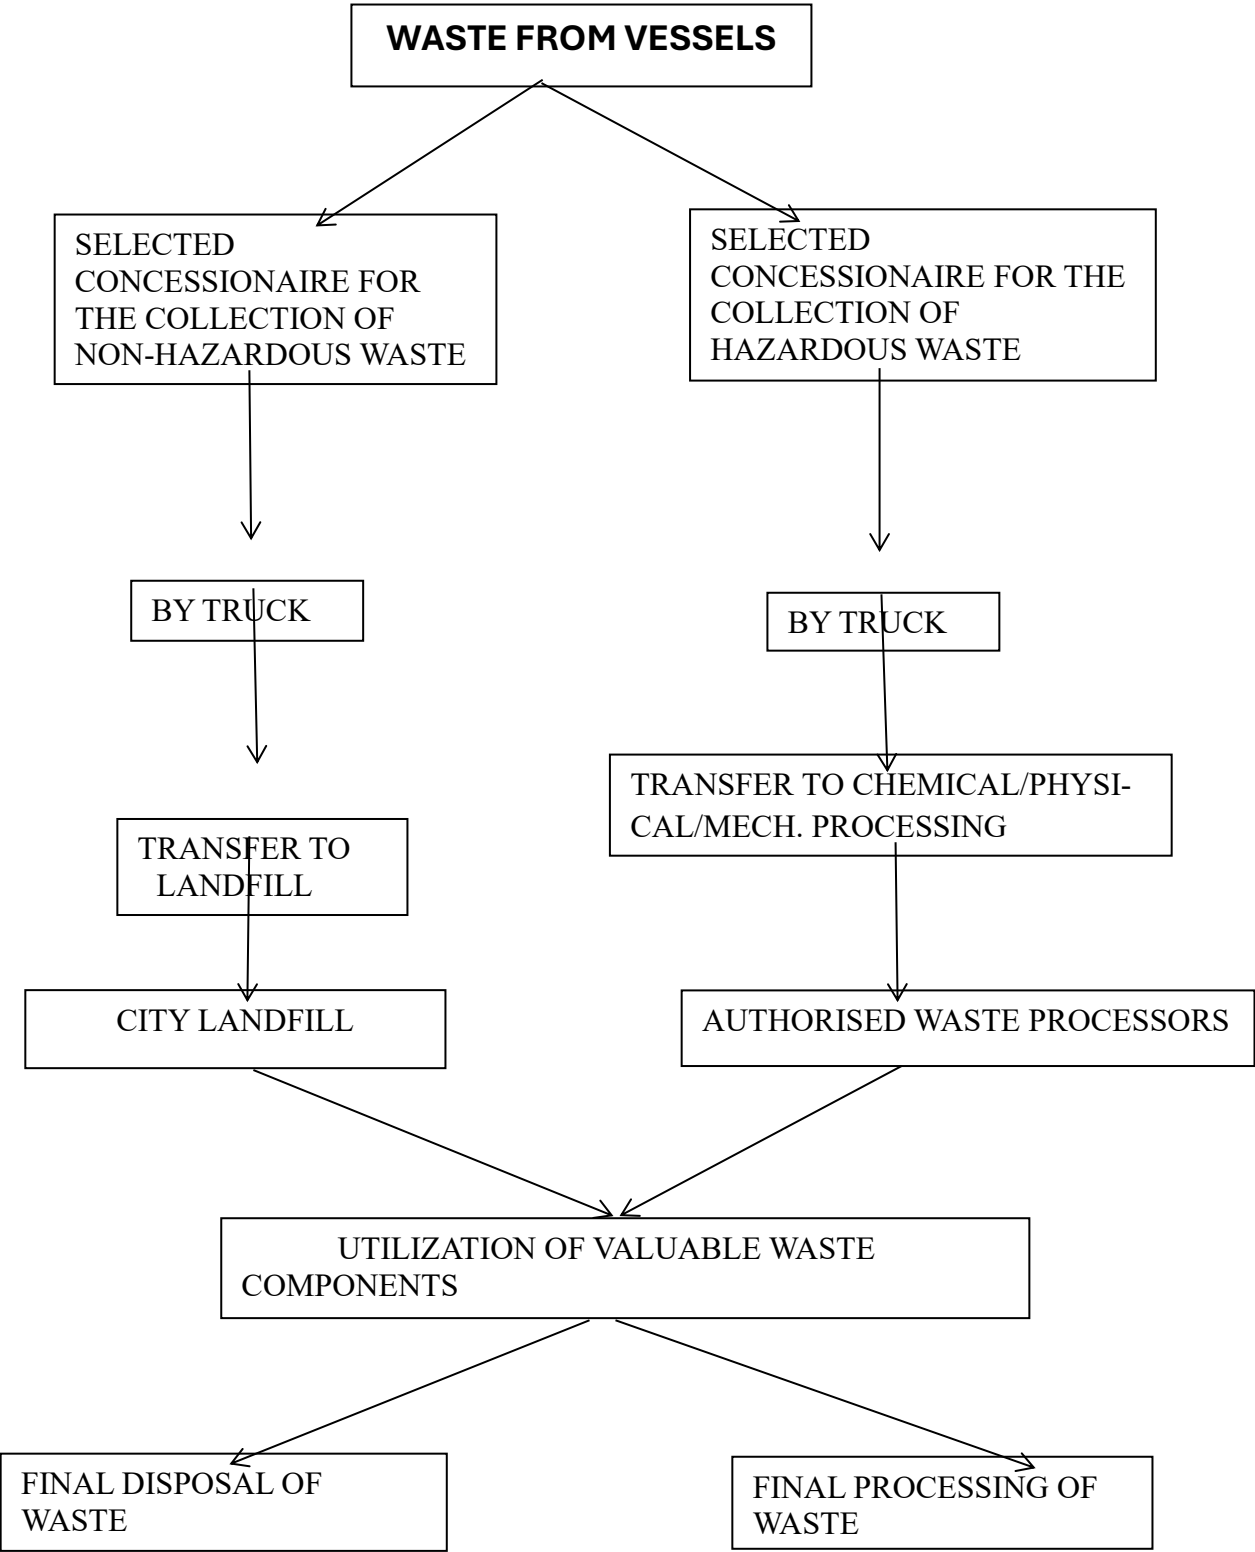 WASTE FROM VESSELS
SELECTED
CONCESSIONAIRE FOR
THE COLLECTION OF
NON-HAZARDOUS WASTE
SELECTED
CONCESSIONAIRE FOR THE
COLLECTION OF
HAZARDOUS WASTE
BY TRUCK
BY TRUCK
TRANSFER TO CHEMICAL/PHYSI-
CAL/MECH. PROCESSING
TRANSFER TO
LANDFILL
CITY LANDFILL
AUTHORISED WASTE PROCESSORS
UTILIZATION OF VALUABLE WASTE
COMPONENTS
FINAL DISPOSAL OF
WASTE
FINAL PROCESSING OF
WASTE